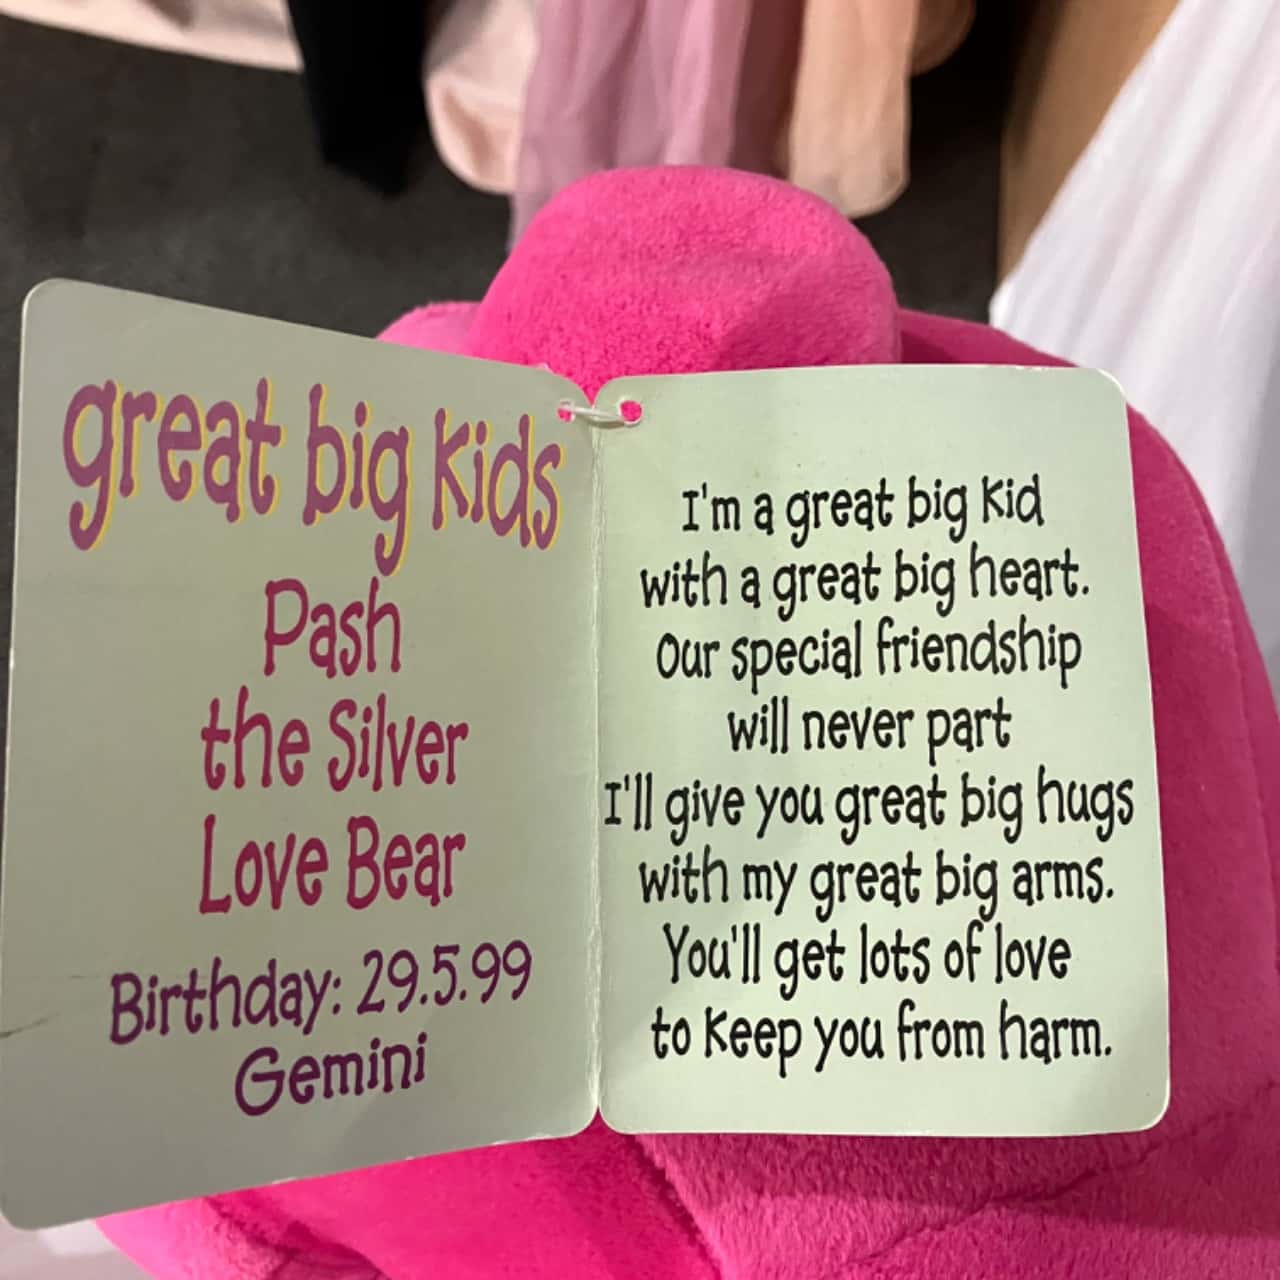 great big kids
Pash
the Silver
Love Bear
Birthday: 29.5.99
Gemini
I'm a great big kid
with a great big heart.
Our special friendship
will never part
I'll give you great big hugs
with my great big arms.
You'll get lots of love
to keep you from harm.